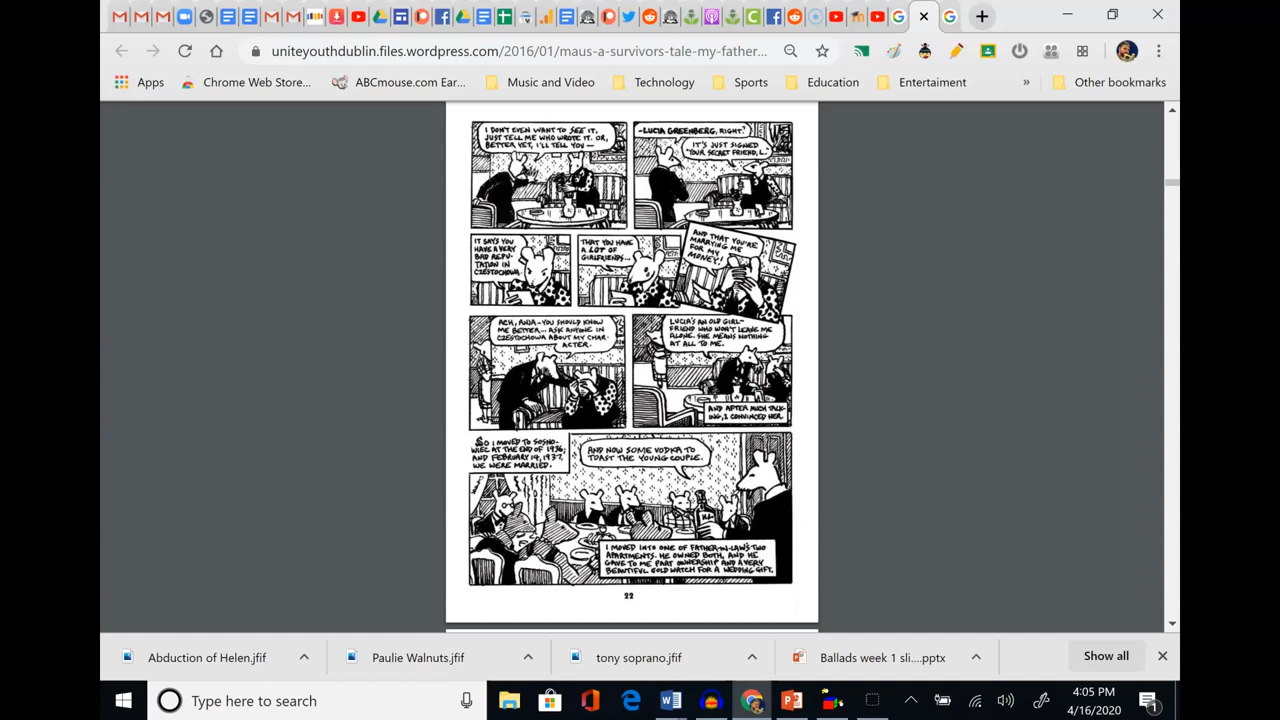 uniteyouthdublin.files.wordpress.com/2016/01/maus-a-survivors-tale-my-father...
Apps
Chrome Web Store...
ABCmouse.com Ear...
Music and Video
Technology
Sports
Education
Entertaiment
»
Other bookmarks
I DON'T EVEN WANT TO SEE IT.
JUST TELL ME WHO WROTE IT. OR,
BETTER YET, I'LL TELL YOU—
-LUCIA GREENBERG, RIGHT?
IT'S JUST SIGNED
"YOUR SECRET FRIEND, L."
IT SAYS YOU
HAVE A VERY
BAD REPU-
TATION IN
CZESTOCHOWA.
THAT YOU HAVE
A LOT OF
GIRLFRIENDS...
AND THAT YOU'RE
MARRYING ME
FOR MY
MONEY!
ACH, ANJA-YOU SHOULD KNOW
ME BETTER... ASK ANYONE IN
CZESTOCHOWA ABOUT MY CHAR-
ACTER.
LUCIA'S AN OLD GIRL-
FRIEND WHO WON'T LEAVE ME
ALONE. SHE MEANS NOTHING
AT ALL TO ME.
AND AFTER MUCH TALK-
ING, I CONVINCED HER.
SO I MOVED TO SOSNO-
WIEC AT THE END OF 1936;
AND FEBRUARY 14, 1937,
WE WERE MARRIED.
AND NOW SOME VODKA TO
TOAST THE YOUNG COUPLE.
I MOVED INTO ONE OF FATHER-IN-LAW'S TWO
APARTMENTS. HE OWNED BOTH, AND HE
GAVE TO ME PART OWNERSHIP AND A VERY
BEAUTIFUL GOLD WATCH FOR A WEDDING GIFT.
22
Abduction of Helen.jfif
Paulie Walnuts.jfif
tony soprano.jfif
Ballads week 1 sli....pptx
Show all
Type here to search
4:05 PM
4/16/2020
1